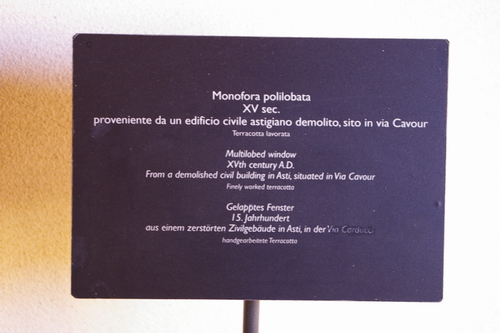 Monofora polilobata
XV sec.
proveniente da un edificio civile astigiano demolito, sito in via Cavour
Terracotta lavorata
Multilobed window
XVth century A.D.
From a demolished civil building in Asti, situated in Via Cavour
Finely worked terracotta
Gelapptes Fenster
15. Jahrhundert
aus einem zerstörten Zivilgebäude in Asti, in der Via Carducci
handgearbeitete Terracotta